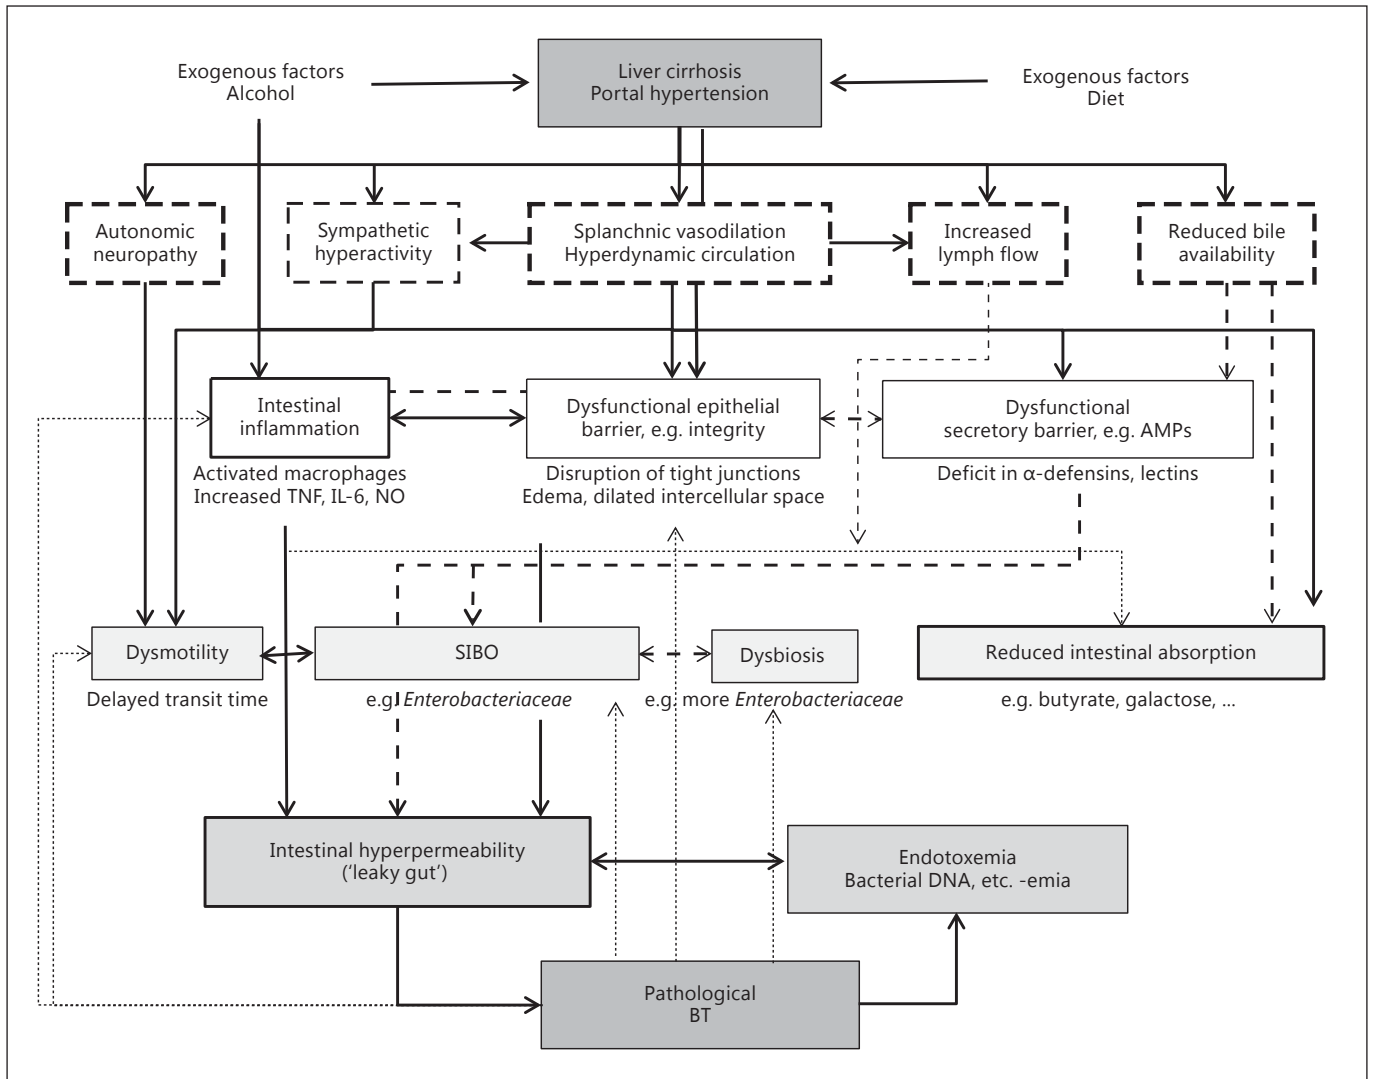 Exogenous factors
Alcohol
Liver cirrhosis
Portal hypertension
Exogenous factors
Diet
Autonomic
neuropathy
Sympathetic
hyperactivity
Splanchnic vasodilation
Hyperdynamic circulation
Increased
lymph flow
Reduced bile
availability
Intestinal
inflammation
Dysfunctional epithelial
barrier, e.g. integrity
Dysfunctional
secretory barrier, e.g. AMPs
Activated macrophages
Increased TNF, IL-6, NO
Disruption of tight junctions
Edema, dilated intercellular space
Deficit in α-defensins, lectins
Dysmotility
SIBO
Dysbiosis
Reduced intestinal absorption
Delayed transit time
e.g. Enterobacteriaceae
e.g. more Enterobacteriaceae
e.g. butyrate, galactose, ...
Intestinal hyperpermeability
(‘leaky gut’)
Endotoxemia
Bacterial DNA, etc. -emia
Pathological
BT